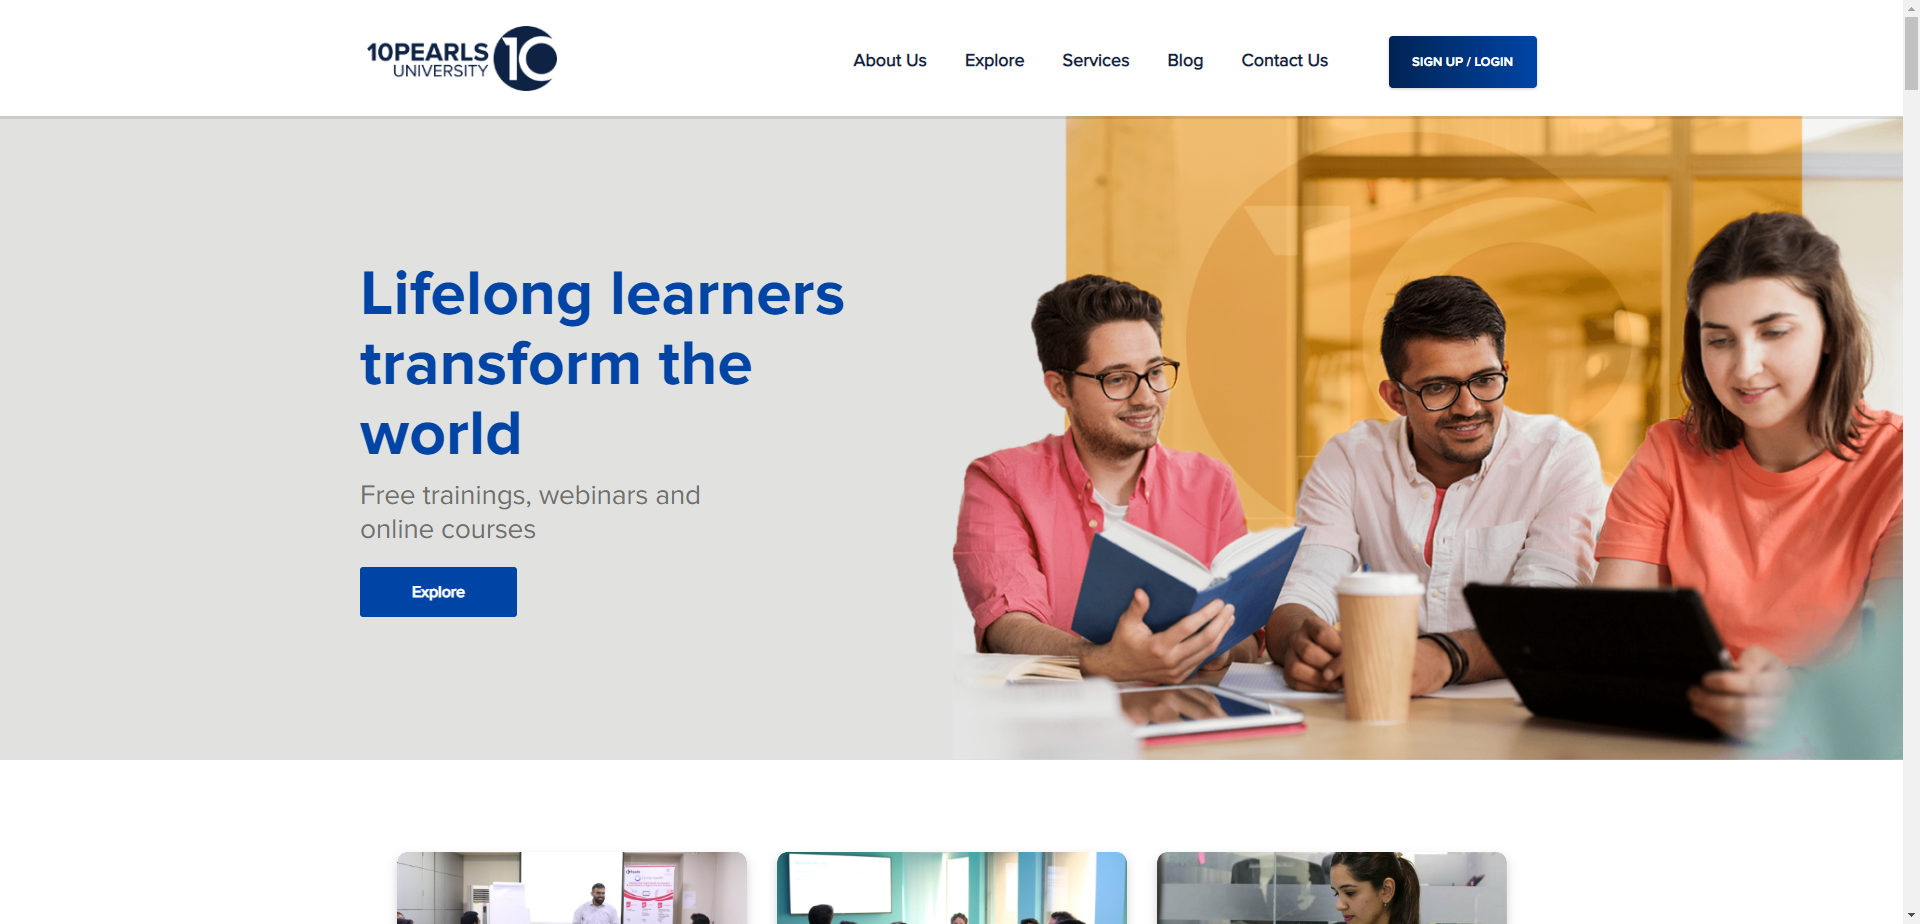 10PEARLS
UNIVERSITY
10
About Us
Explore
Services
Blog
Contact Us
SIGN UP / LOGIN
Lifelong learners
transform the
world
Free trainings, webinars and
online courses
Explore